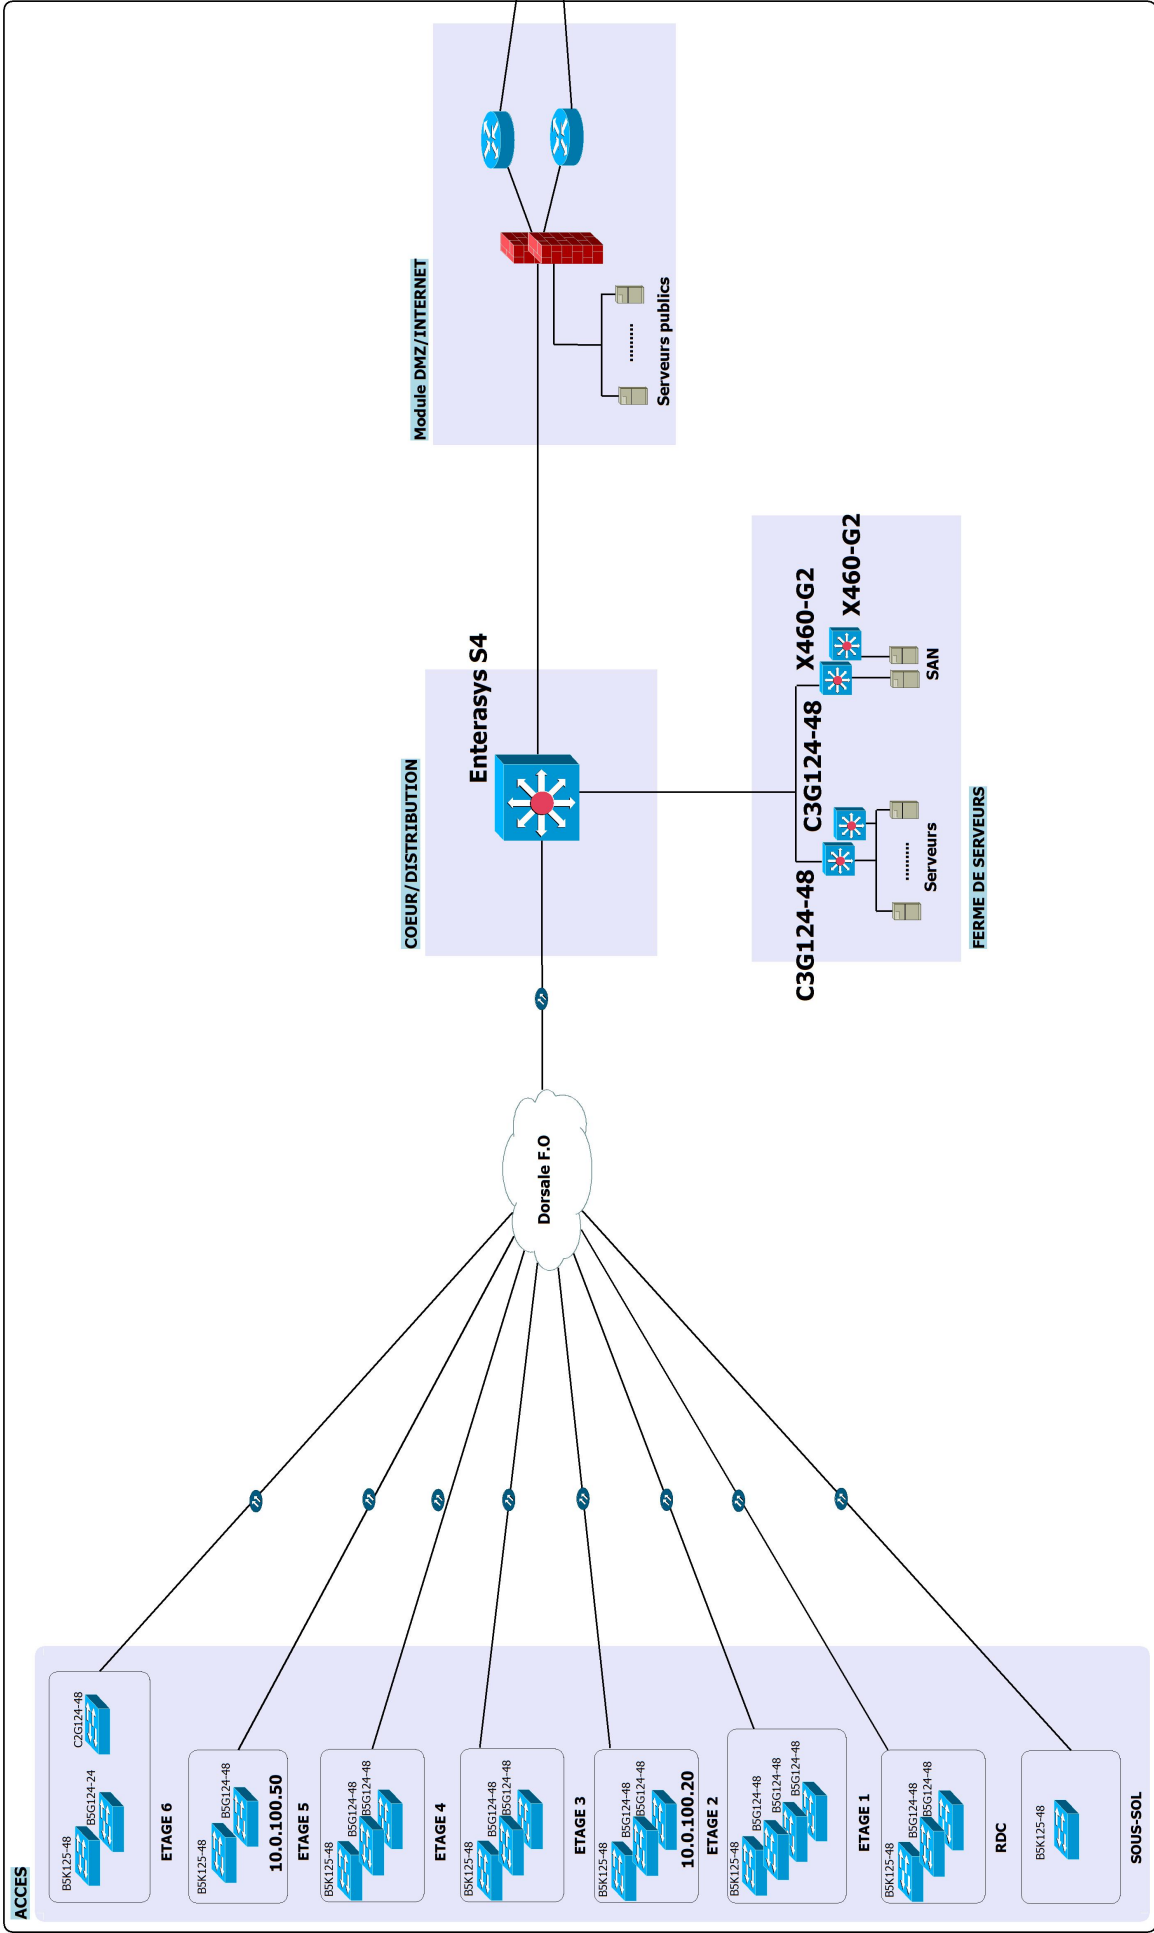 ACCES
B5K125-48
B5G124-24
C2G124-48
ETAGE 6
B5K125-48
B5G124-48
10.0.100.50
ETAGE 5
B5K125-48
B5G124-48
B5G124-48
ETAGE 4
B5K125-48
B5G124-48
B5G124-48
ETAGE 3
B5K125-48
B5G124-48
B5G124-48
10.0.100.20
ETAGE 2
B5K125-48
B5G124-48
B5G124-48
B5G124-48
ETAGE 1
B5K125-48
B5G124-48
B5G124-48
RDC
B5K125-48
SOUS-SOL
Dorsale F.O
COEUR/DISTRIBUTION
Enterasys S4
Module DMZ/INTERNET
.........
Serveurs publics
C3G124-48
C3G124-48
X460-G2
X460-G2
.........
Serveurs
SAN
FERME DE SERVEURS